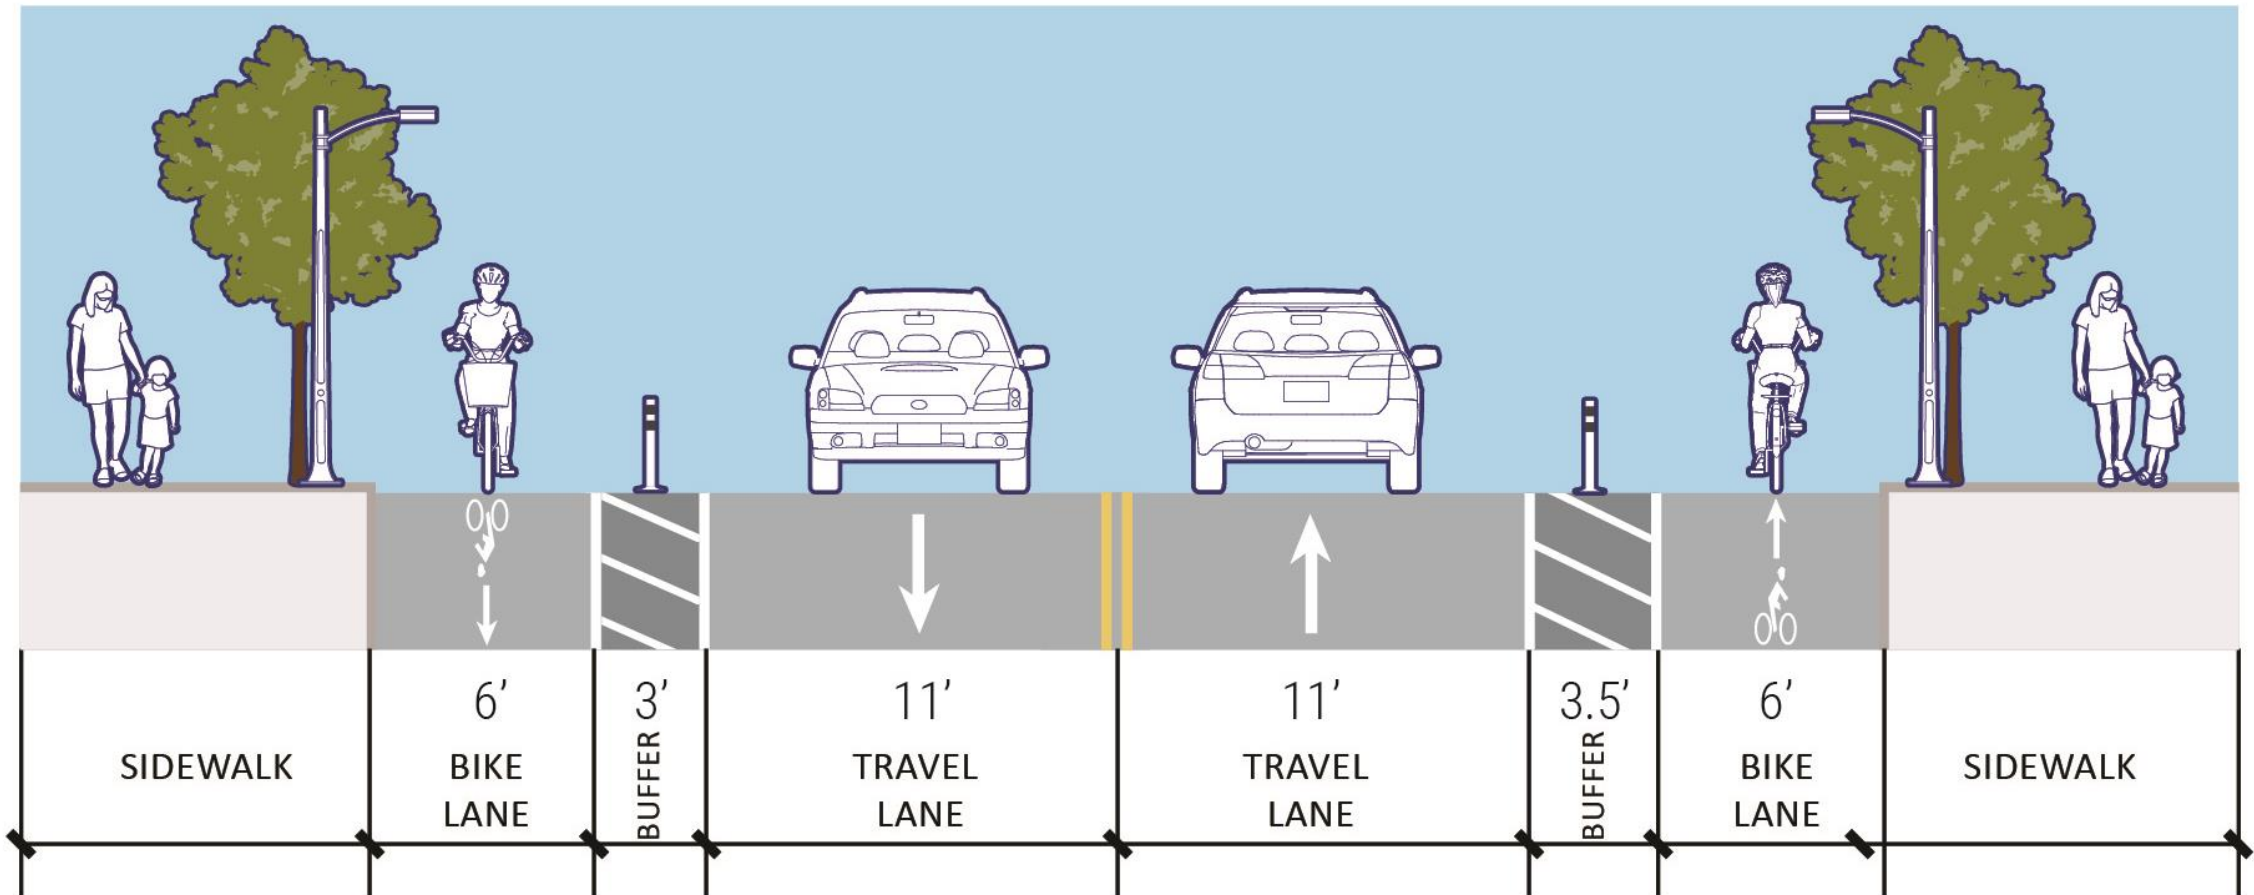 6’
3’
11’
11’
3.5’
6’
SIDEWALK
BIKE
LANE
BUFFER
TRAVEL
LANE
TRAVEL
LANE
BUFFER
BIKE
LANE
SIDEWALK